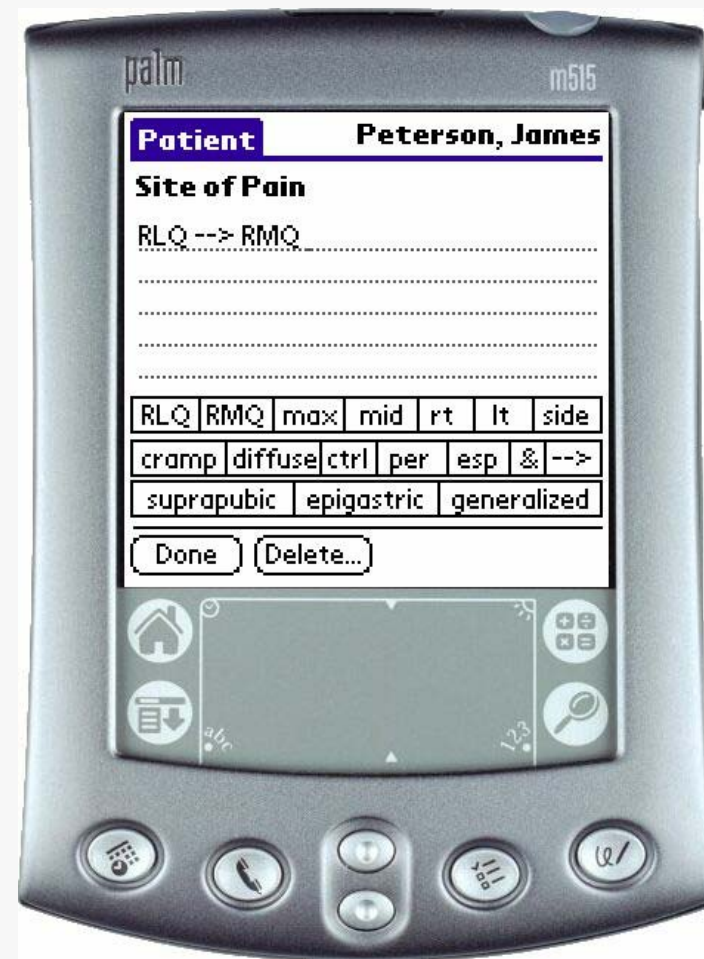 palm
m515
Patient Peterson, James
Site of Pain
RLQ --> RMQ
RLQ RMQ max mid rt lt side
cramp diffuse ctrl per esp & -->
suprapubic epigastric generalized
Done Delete...
abc 123